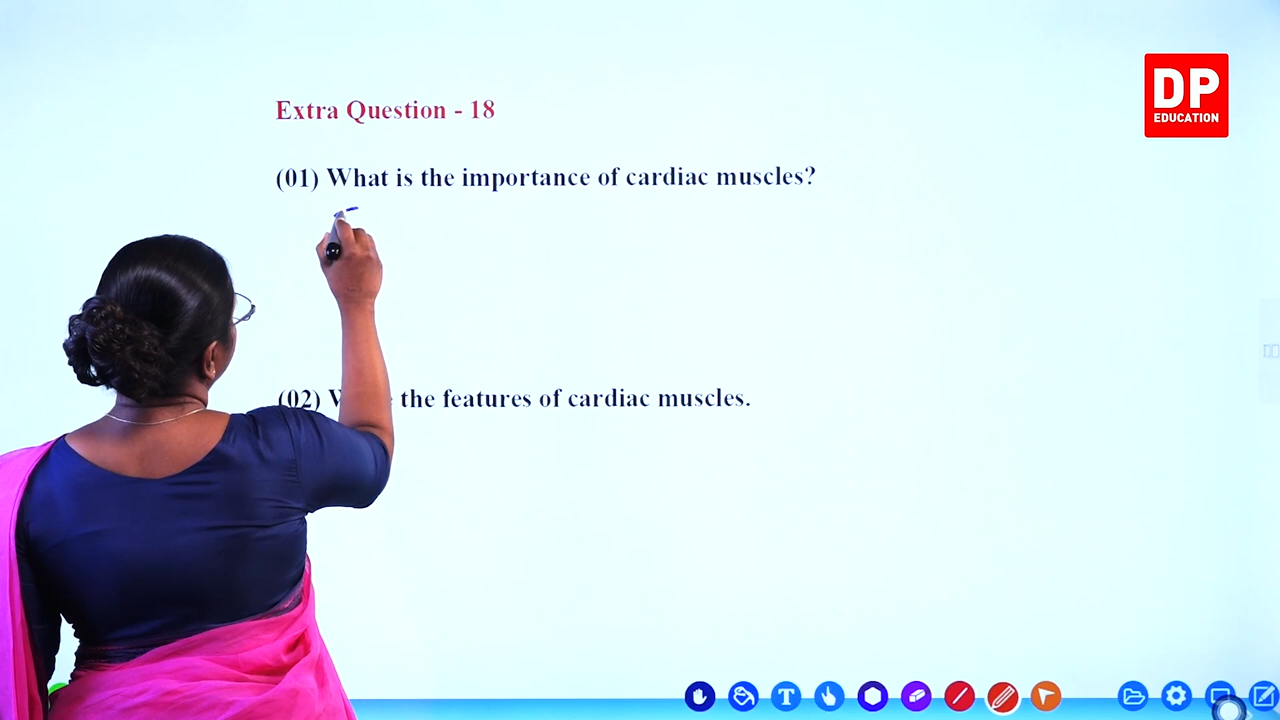 DP
EDUCATION
Extra Question - 18
(01) What is the importance of cardiac muscles?
(02) the features of cardiac muscles.